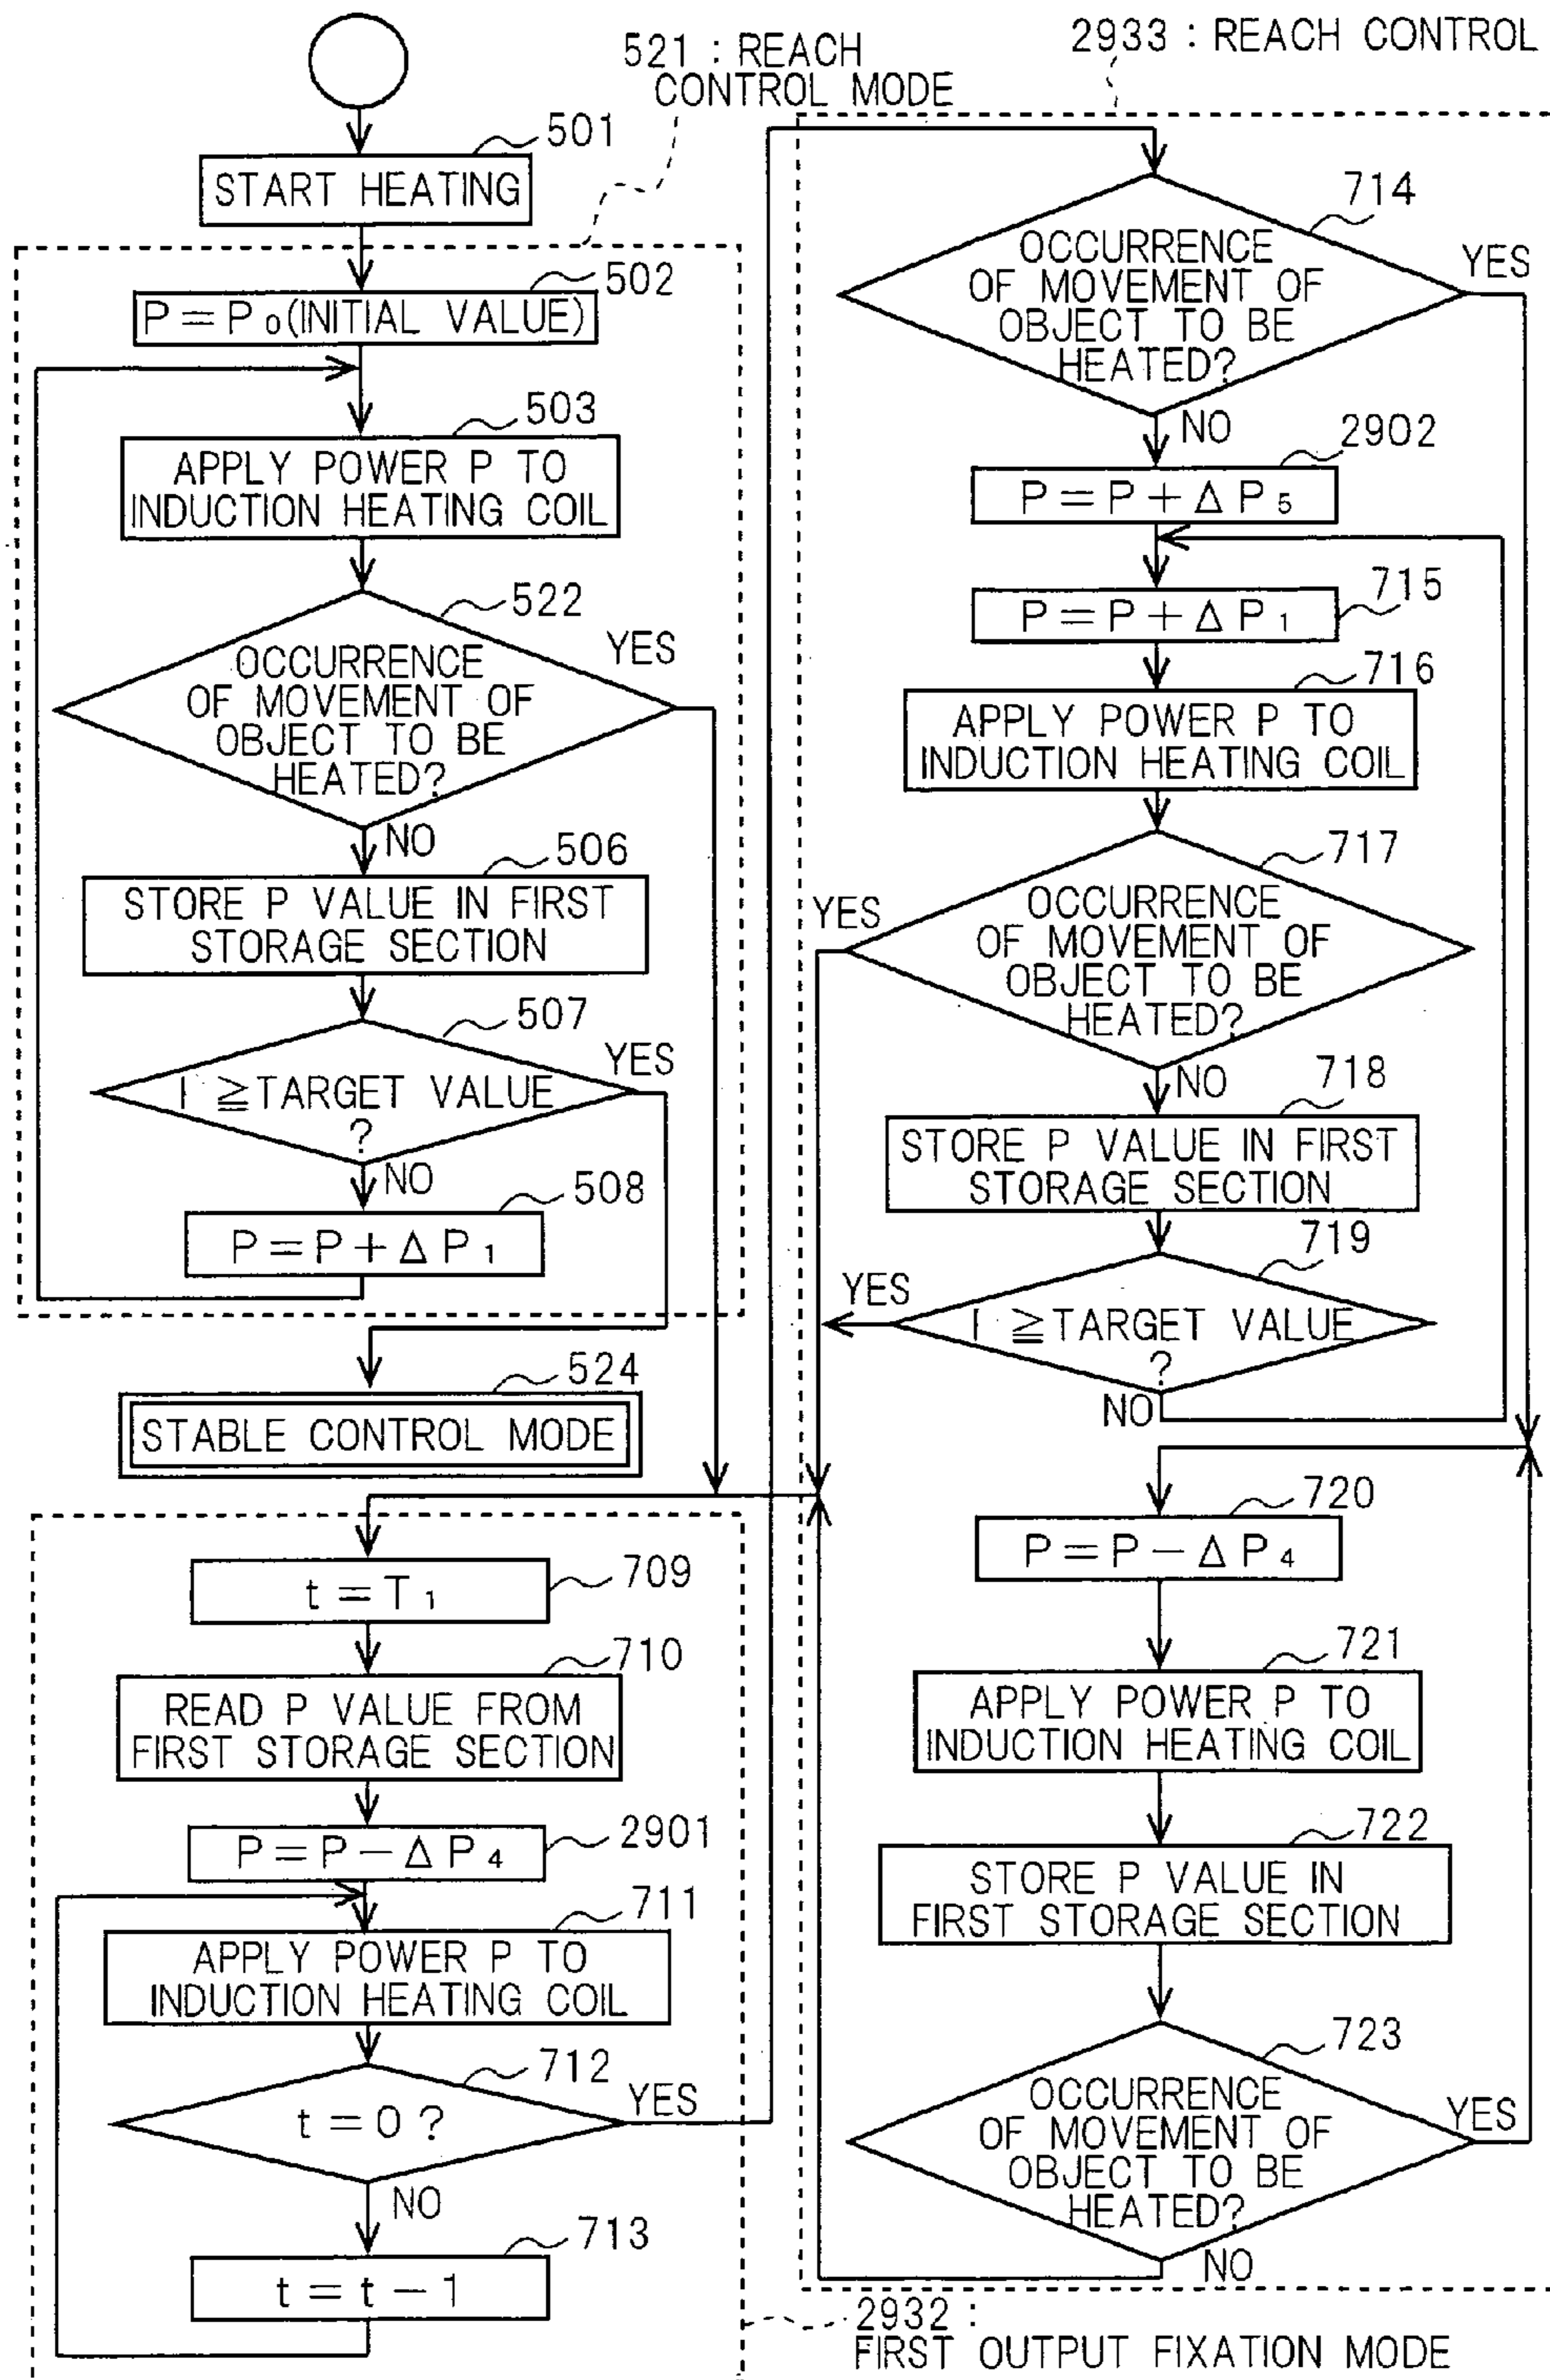 521 : REACH
CONTROL MODE
501
START HEATING
502
P = P0 (INITIAL VALUE)
503
APPLY POWER P TO
INDUCTION HEATING COIL
522
OCCURRENCE
OF MOVEMENT OF
OBJECT TO BE
HEATED?
YES
NO
506
STORE P VALUE IN FIRST
STORAGE SECTION
507
I ≧ TARGET VALUE
?
YES
NO
508
P = P + Δ P1
524
STABLE CONTROL MODE
709
t = T1
710
READ P VALUE FROM
FIRST STORAGE SECTION
2901
P = P − Δ P4
711
APPLY POWER P TO
INDUCTION HEATING COIL
712
t = 0 ?
YES
NO
713
t = t − 1
2932 :
FIRST OUTPUT FIXATION MODE
2933 : REACH CONTROL
714
OCCURRENCE
OF MOVEMENT OF
OBJECT TO BE
HEATED?
YES
NO
2902
P = P + Δ P5
715
P = P + Δ P1
716
APPLY POWER P TO
INDUCTION HEATING COIL
717
OCCURRENCE
OF MOVEMENT OF
OBJECT TO BE
HEATED?
YES
NO
718
STORE P VALUE IN FIRST
STORAGE SECTION
719
I ≧ TARGET VALUE
?
YES
NO
720
P = P − Δ P4
721
APPLY POWER P TO
INDUCTION HEATING COIL
722
STORE P VALUE IN
FIRST STORAGE SECTION
723
OCCURRENCE
OF MOVEMENT OF
OBJECT TO BE
HEATED?
YES
NO